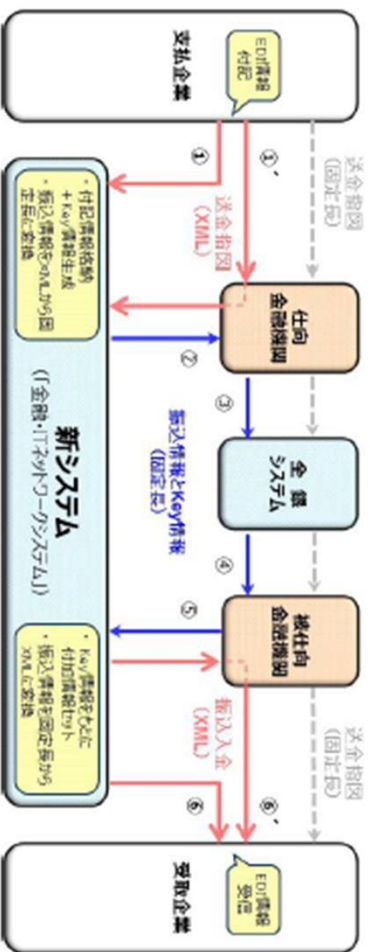 支払企業
EDI情報
付記
送金指図
(固定長)
①
①’
送金指図
(XML)
仕向
金融機関
②
③
全銀
システム
振込情報とKey情報
(固定長)
④
被仕向
金融機関
⑤
振込入金
(XML)
送金指図
(固定長)
⑥
⑥’
受取企業
EDI情報
受信
・付記情報格納
+Key情報生成
・振込情報をXMLから固
定長に変換
新システム
(「金融・ITネットワークシステム」)
・Key情報をもとに
付加情報セット
・振込情報を固定長から
XMLに変換